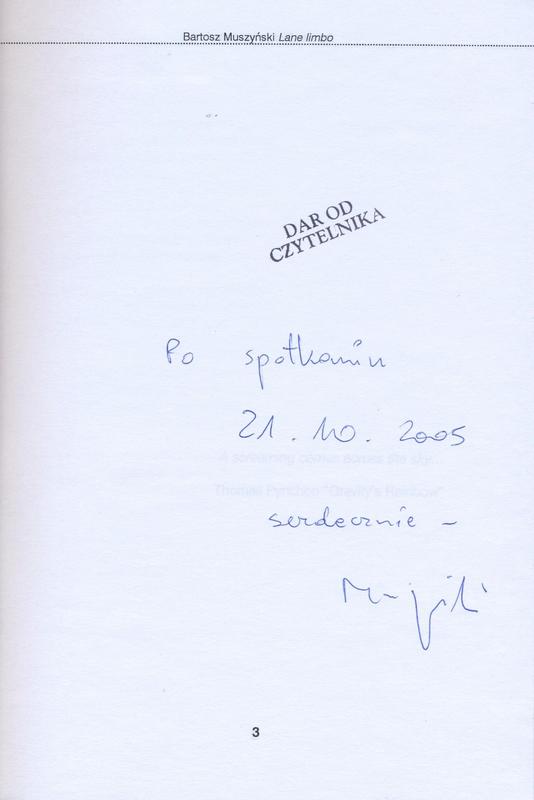 Bartosz Muszyński Lane limbo
DAR OD
CZYTELNIKA
Po spotkaniu
21.10.2005
A screaming comes across the sky...
Thomas Pynchon "Gravity's Rainbow"
serdecznie –
3